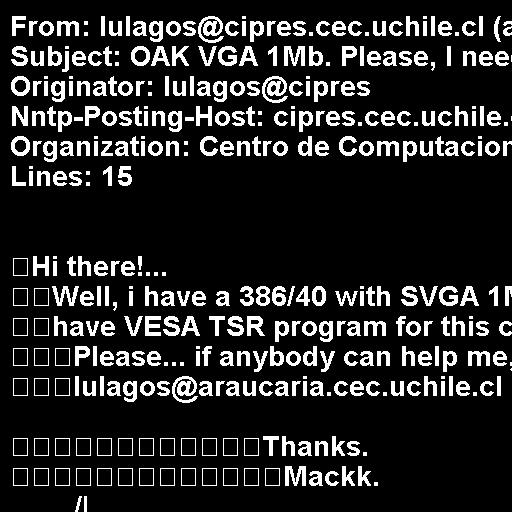 From: lulagos@cipres.cec.uchile.cl (a
Subject: OAK VGA 1Mb. Please, I nee
Originator: lulagos@cipres
Nntp-Posting-Host: cipres.cec.uchile.
Organization: Centro de Computacion
Lines: 15
Hi there!...
Well, i have a 386/40 with SVGA 1M
have VESA TSR program for this c
Please... if anybody can help me,
lulagos@araucaria.cec.uchile.cl
Thanks.
Mackk.